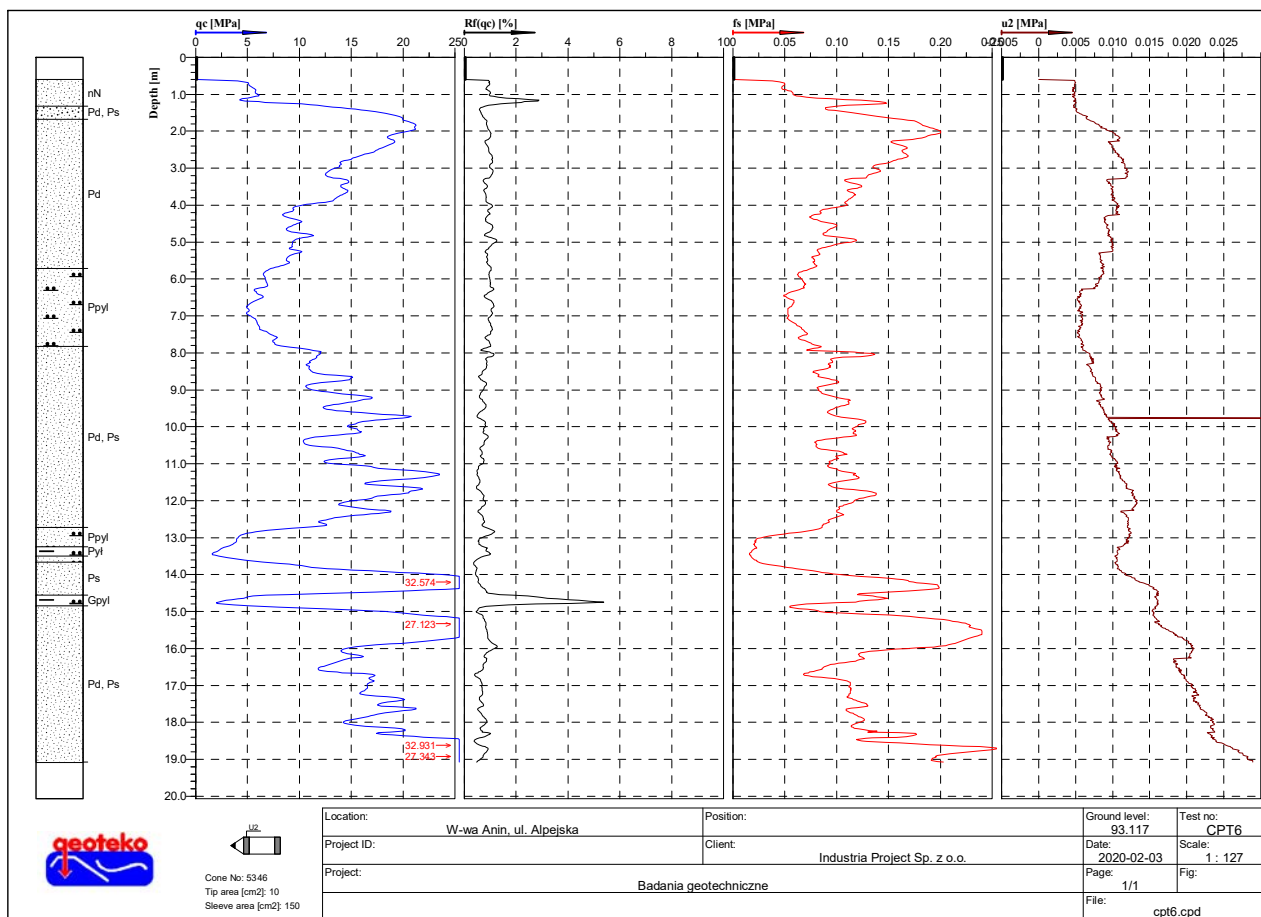 qc [MPa] Rf(qc) [%] fs [MPa] u2 [MPa]
0 5 10 15 20 25
0 2 4 6 8 10
0.00 0.05 0.10 0.15 0.20 0.25
-0.005 0 0.005 0.010 0.015 0.020 0.025
Depth [m]
0
1.0
2.0
3.0
4.0
5.0
6.0
7.0
8.0
9.0
10.0
11.0
12.0
13.0
14.0
15.0
16.0
17.0
18.0
19.0
20.0
nN
Pd, Ps
Pd
Ppyl
Pd, Ps
Ppyl
Pył
Ps
Gpyl
Pd, Ps
32.574
27.123
32.931
27.343
geoteko
U2
Cone No: 5346
Tip area [cm2]: 10
Sleeve area [cm2]: 150
Location:
W-wa Anin, ul. Alpejska
Position:
Ground level:
93.117
Test no:
CPT6
Project ID:
Client:
Industria Project Sp. z o.o.
Date:
2020-02-03
Scale:
1 : 127
Project:
Badania geotechniczne
Page:
1/1
Fig:
File:
cpt6.cpd